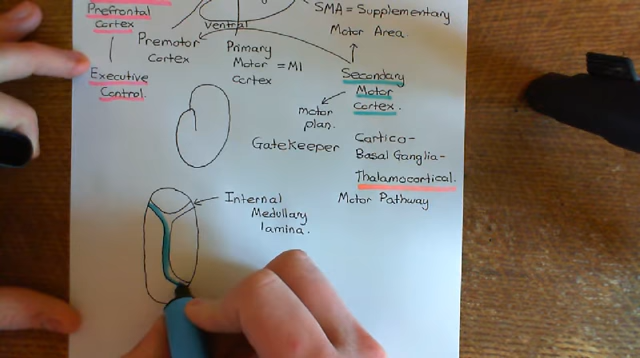 Prefrontal
Cortex
Executive
Control.
Ventral
Premotor
Cortex
Primary
Motor = M1
Cortex
SMA = Supplementary
Motor Area
Secondary
Motor
Cortex.
Motor
plan.
Gatekeeper
Cortico-
Basal Ganglia-
Thalamocortical.
Motor Pathway
Internal
Medullary
lamina.